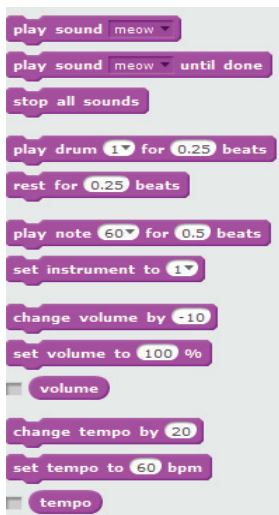 play sound meow
play sound meow until done
stop all sounds
play drum 1 for 0.25 beats
rest for 0.25 beats
play note 60 for 0.5 beats
set instrument to 1
change volume by -10
set volume to 100 %
volume
change tempo by 20
set tempo to 60 bpm
tempo